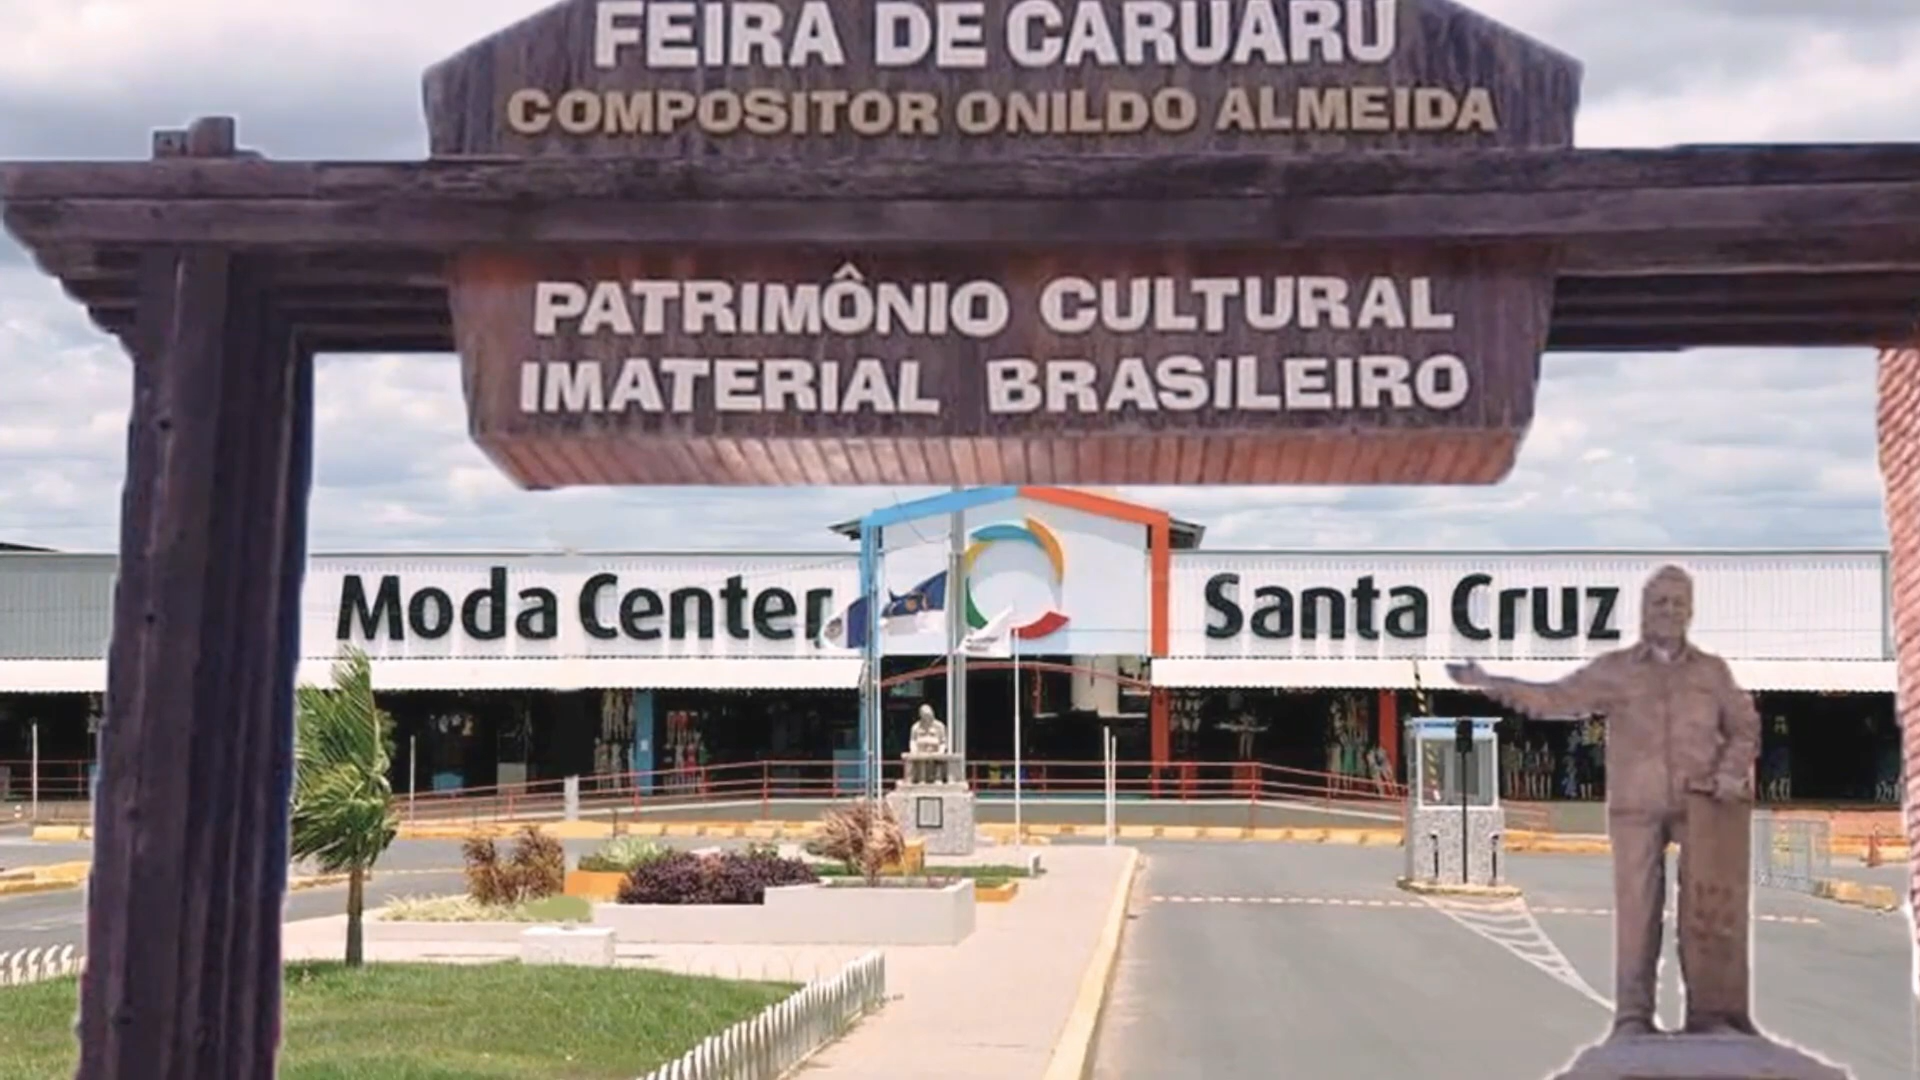 FEIRA DE CARUARU
COMPOSITOR ONILDO ALMEIDA
PATRIMÔNIO CULTURAL
IMATERIAL BRASILEIRO
Moda Center Santa Cruz